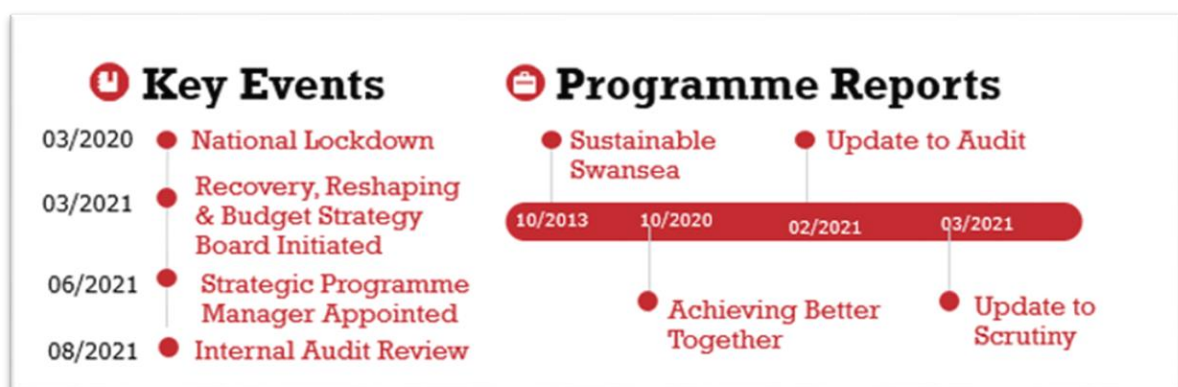 Key Events
03/2020 National Lockdown
03/2021 Recovery, Reshaping
& Budget Strategy
Board Initiated
06/2021 Strategic Programme
Manager Appointed
08/2021 Internal Audit Review
Programme Reports
Sustainable
Swansea
Update to Audit
10/2013 10/2020 02/2021 03/2021
Achieving Better
Together
Update to
Scrutiny